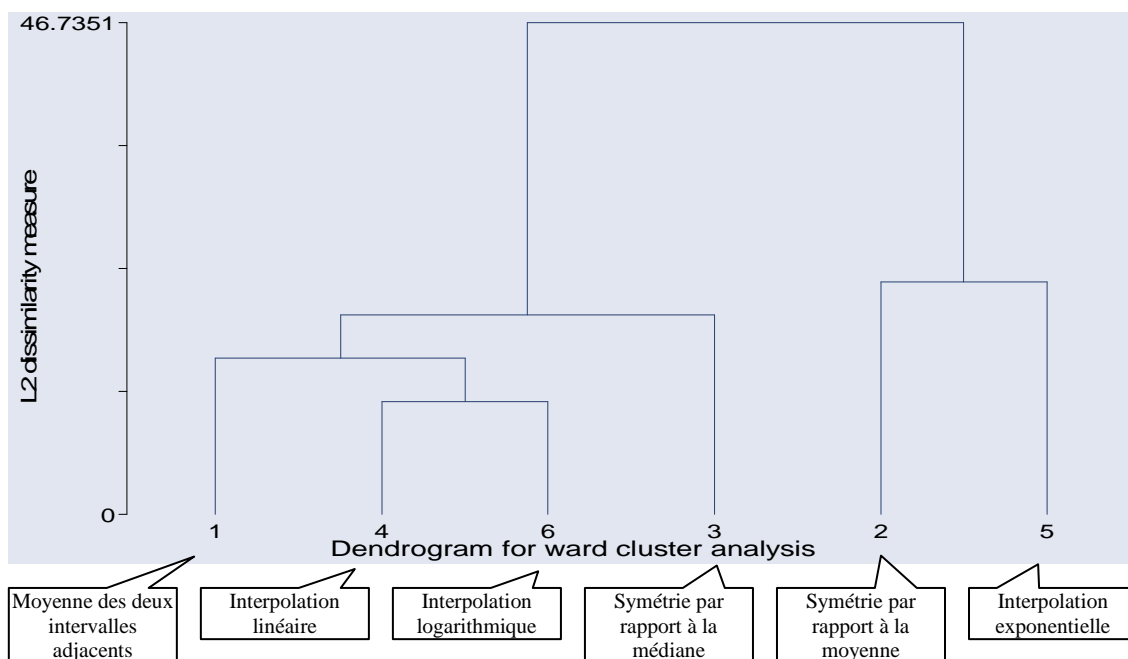 46.7351
L2 dissimilarity measure
0
1 4 6 3 2 5
Dendrogram for ward cluster analysis
Moyenne des deux
intervalles
adjacents
Interpolation
linéaire
Interpolation
logarithmique
Symétrie par
rapport à la
médiane
Symétrie par
rapport à la
moyenne
Interpolation
exponentielle